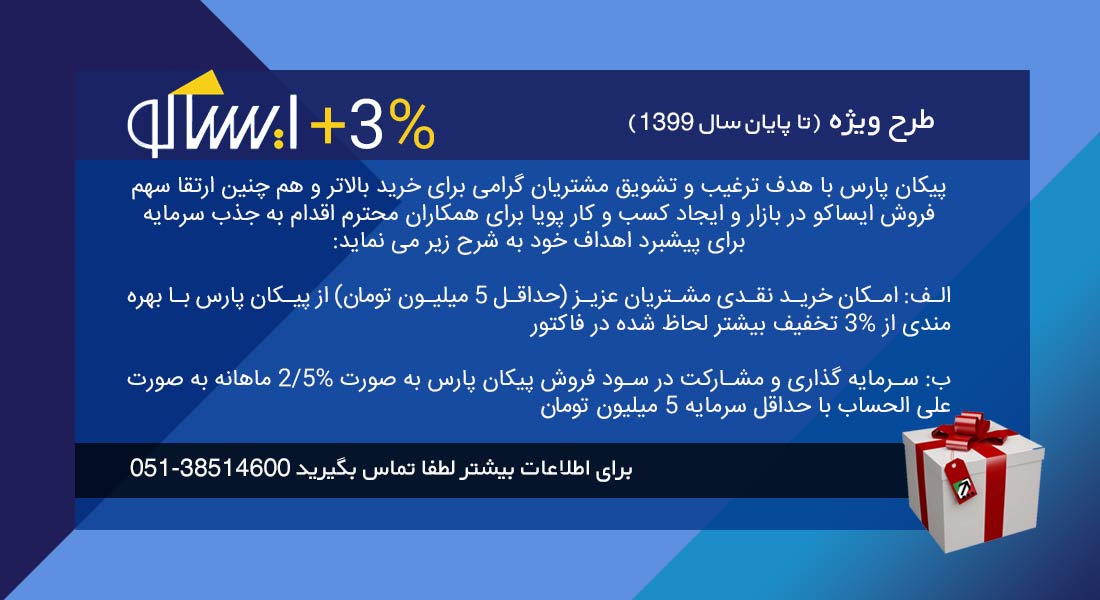 طرح ویژه (تا پایان سال 1399)
ایساکو +3%
پیکان پارس با هدف ترغیب و تشویق مشتریان گرامی برای خرید بالاتر و هم چنین ارتقا سهم
فروش ایساکو در بازار و ایجاد کسب و کار پویا برای همکاران محترم اقدام به جذب سرمایه
برای پیشبرد اهداف خود به شرح زیر می نماید:
الف: امکان خرید نقدی مشتریان عزیز (حداقل 5 میلیون تومان) از پیکان پارس با بهره
مندی از 3% تخفیف بیشتر لحاظ شده در فاکتور
ب: سرمایه گذاری و مشارکت در سود فروش پیکان پارس به صورت 2/5% ماهانه به صورت
علی الحساب با حداقل سرمایه 5 میلیون تومان
برای اطلاعات بیشتر لطفا تماس بگیرید 051-38514600